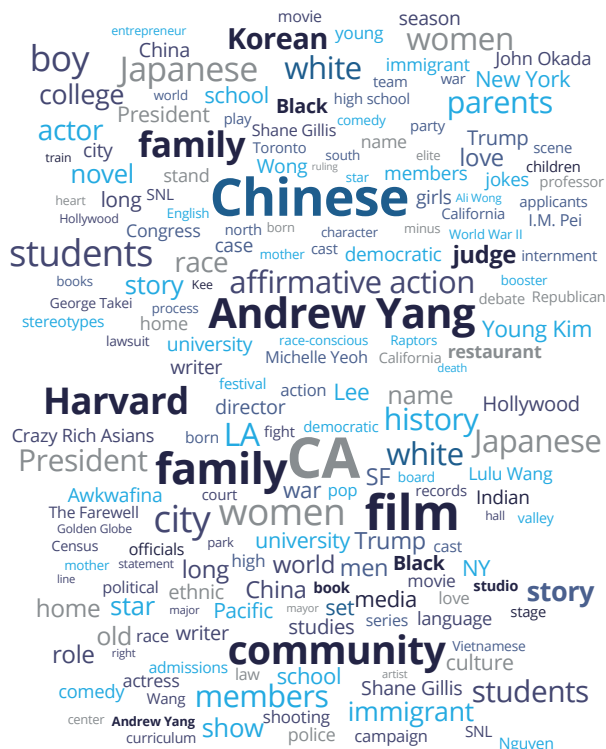 movie season
entrepreneur Korean young women
boy China John Okada
Japanese white immigrant
team war New York
college world school Black high school parents
President play comedy party
actor city family Shane Gillis name Trump scene
train Toronto south elite love children
novel stand Wong star ruling members jokes professor
heart long SNL Chinese girls Ali Wong applicants
Hollywood English California I.M. Pei
Congress north born character minus World War II
case mother cast democratic judge internment
students race
books story Kee affirmative action booster
George Takei process Andrew Yang debate Republican
stereotypes home Young Kim
lawsuit university race-conscious Raptors restaurant
writer Michelle Yeoh California
death
festival action Lee name
Harvard director history Hollywood
Crazy Rich Asians born LA fight democratic Japanese
President family CA white
SF board Lulu Wang
Awkwafina court war pop records Indian
The Farewell city women film hall valley
Golden Globe
Census officials park university Trump cast
mother statement long high world men Black NY
line political ethnic China book movie studio story
home star major Pacific mayor set media love stage
series language
old race writer studies
role right community Vietnamese
culture
admissions law school artist
actress Shane Gillis students
comedy Wang members immigrant
center Andrew Yang show shooting
curriculum police campaign SNL
Nguyen